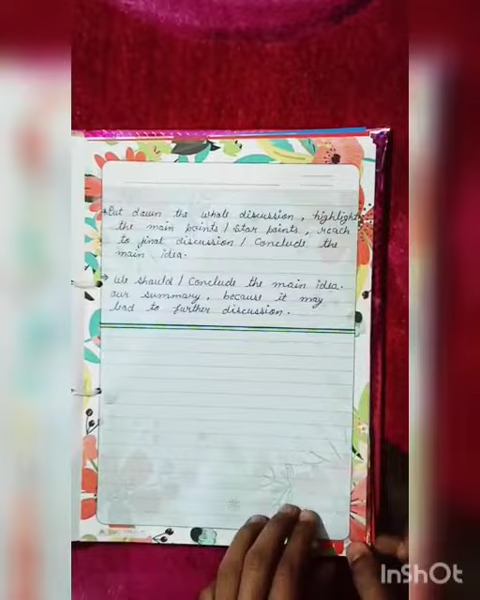 → Put dawn the whole discussion, highlight
the main points / star points, reach
to final discussion / Conclude the
main idea.
→ We should / Conclude the main idea.
our summary, because it may
lead to further discussion.
InShOt